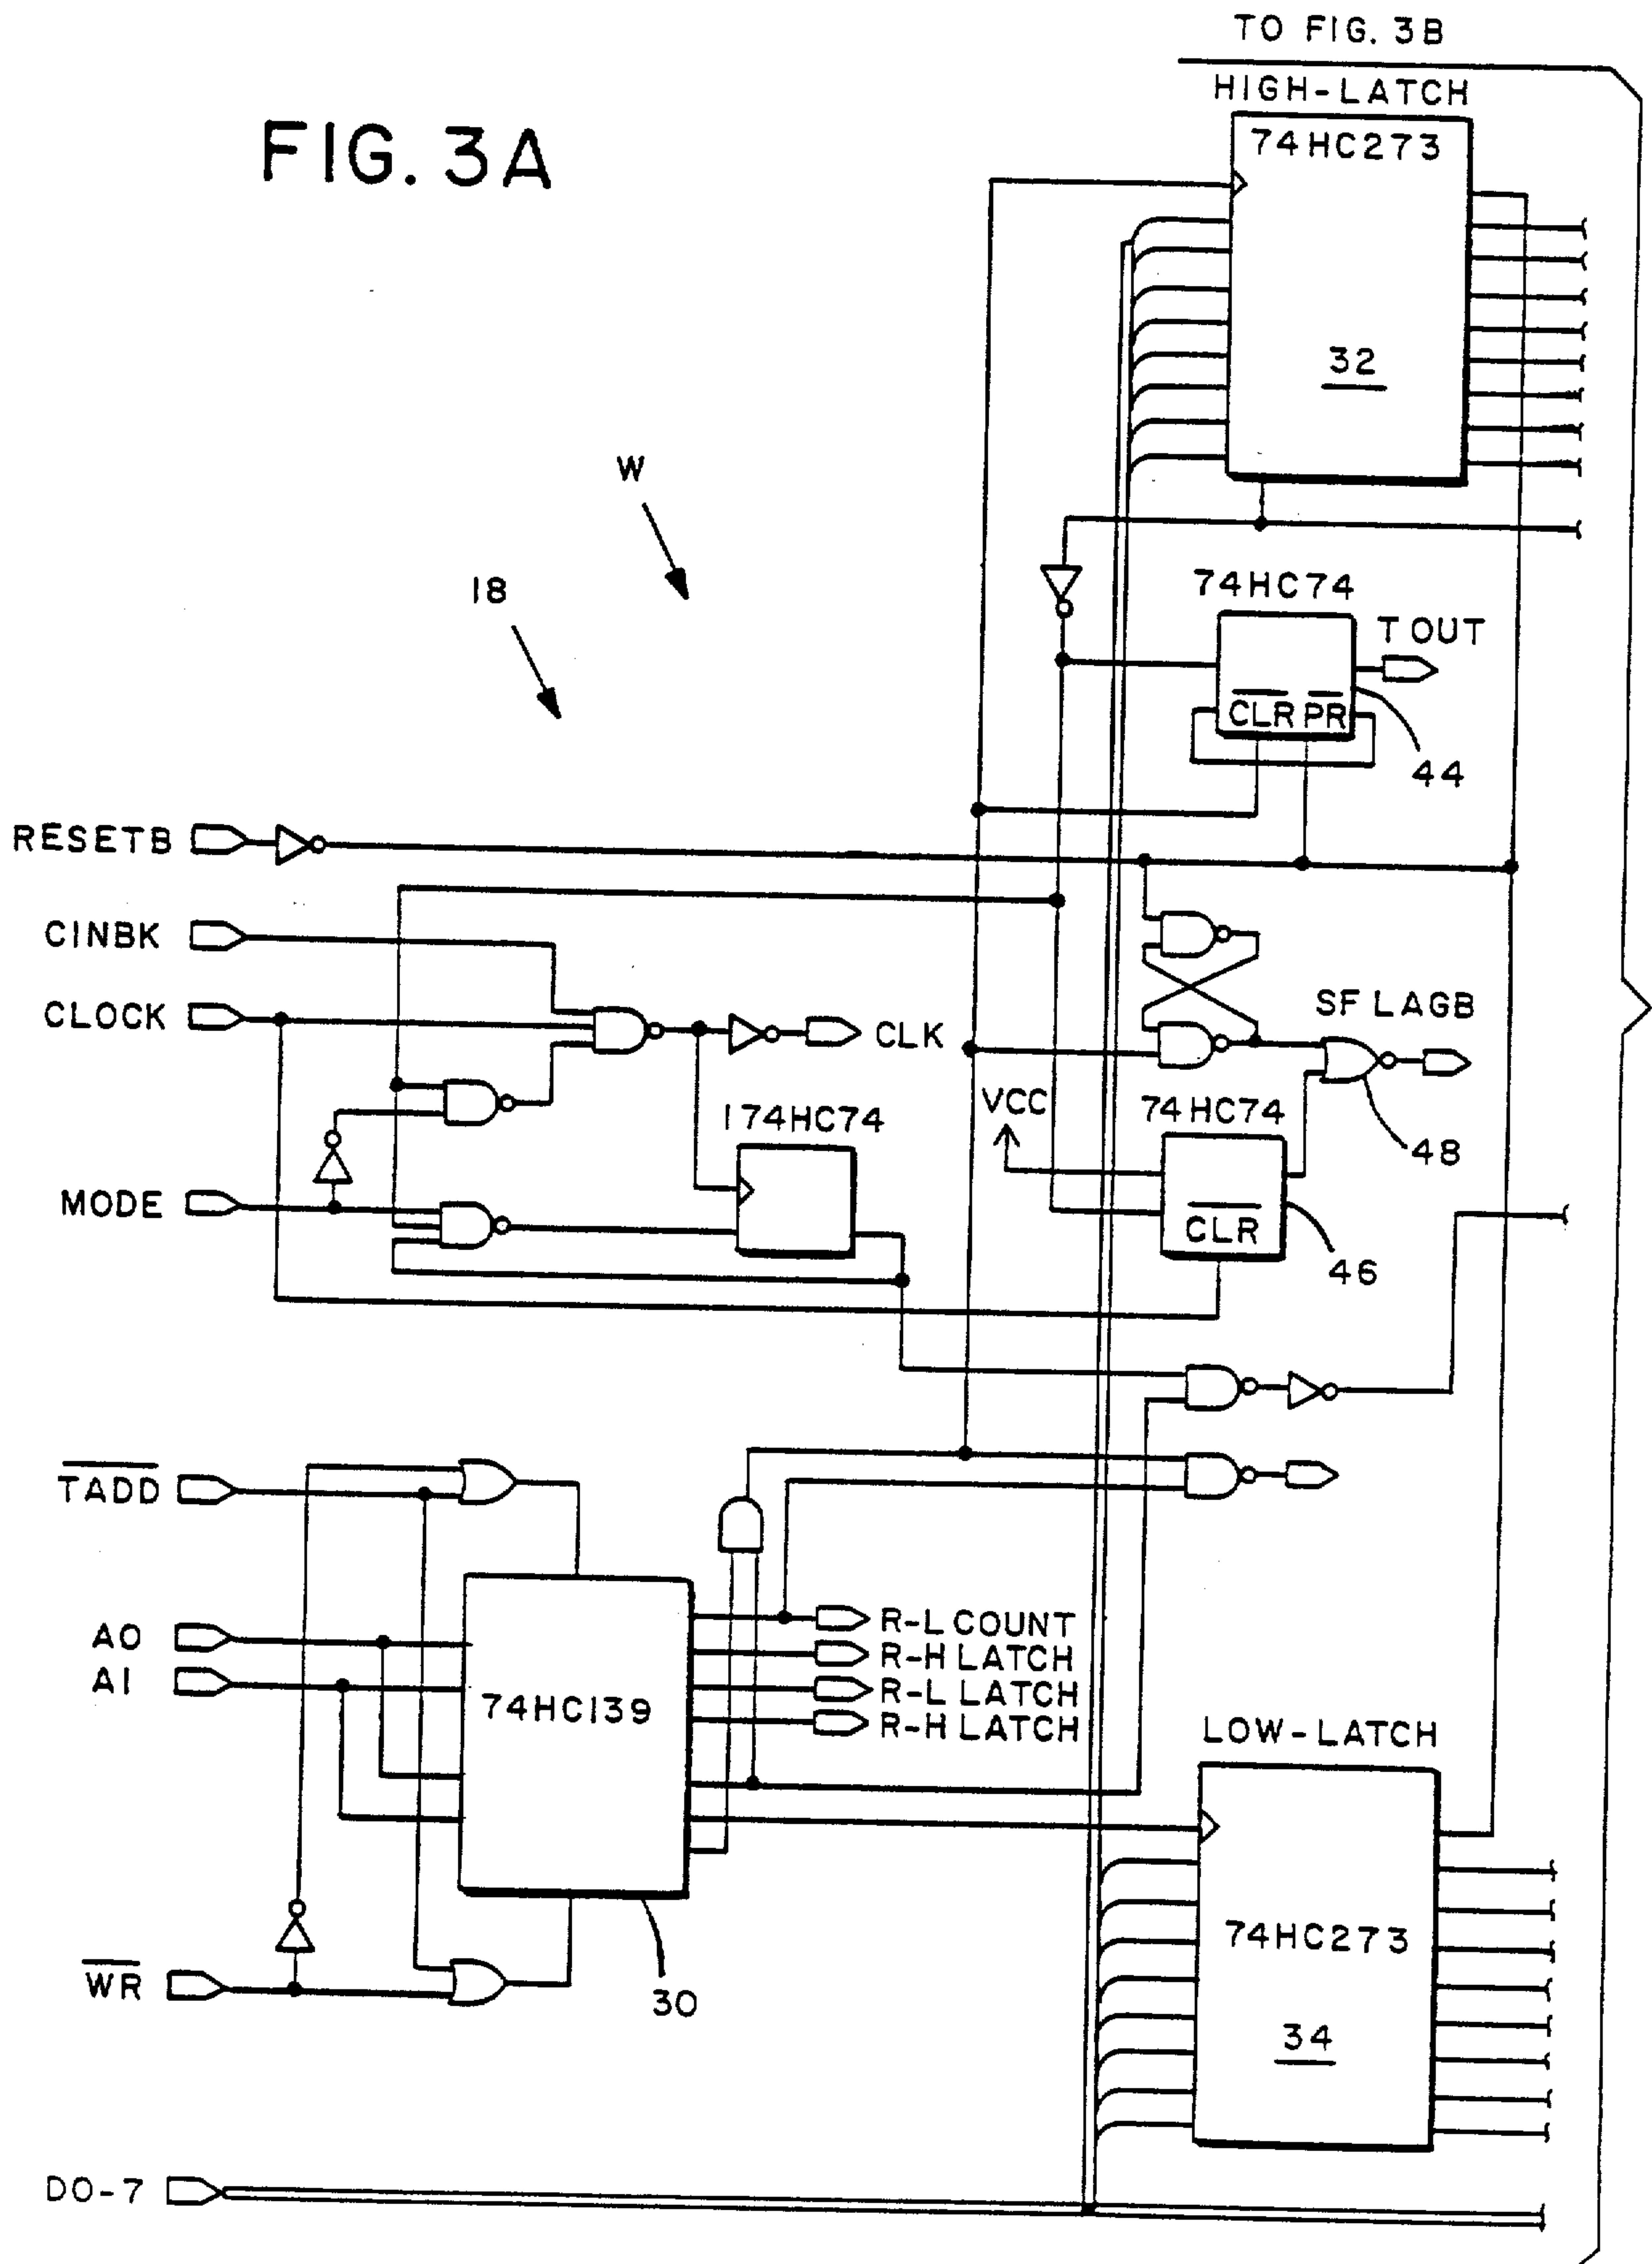 TO FIG. 3B
HIGH-LATCH
FIG. 3A
74HC273
32
W
18
74HC74
T OUT
CLR PR
44
RESETB
CINBK
CLOCK
CLK
SF LAGB
VCC
74HC74
174HC74
48
MODE
CLR
46
TADD
A0
A1
R-L COUNT
R-H LATCH
R-L LATCH
R-H LATCH
74HC139
LOW-LATCH
WR
30
74HC273
34
D0-7